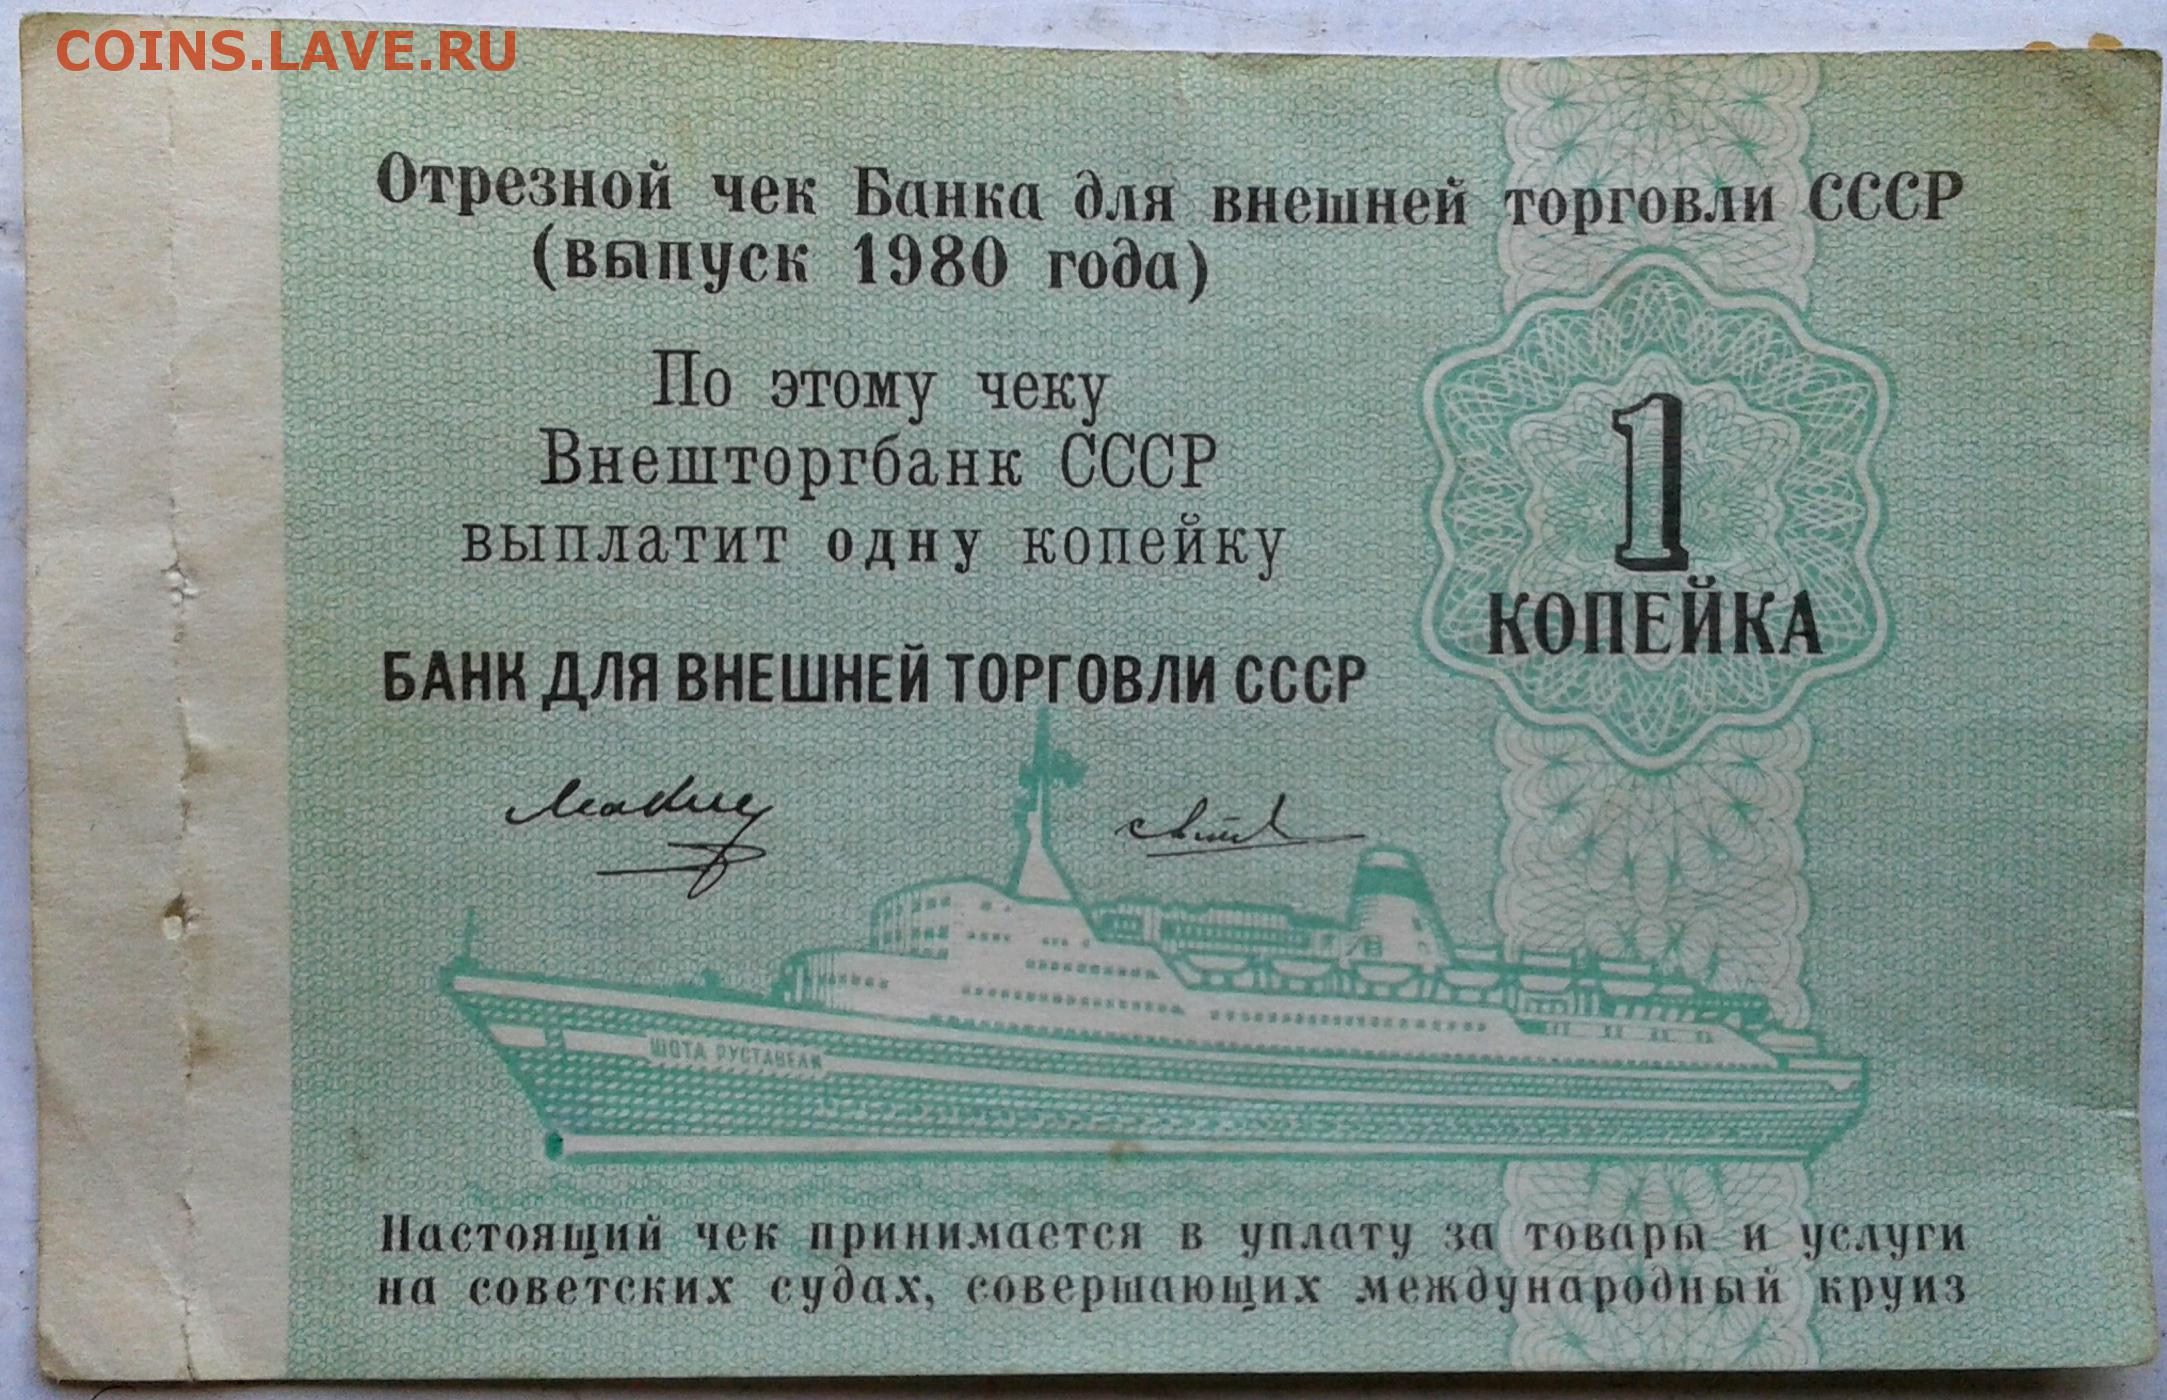 COINS.LAVE.RU
Отрезной чек Банка для внешней торговли СССР
(выпуск 1980 года)
По этому чеку
Внешторгбанк СССР
выплатит одну копейку
1
КОПЕЙКА
БАНК ДЛЯ ВНЕШНЕЙ ТОРГОВЛИ СССР
ШОТА РУСТАВЕЛИ
Настоящий чек принимается в уплату за товары и услуги
на советских судах, совершающих международный круиз